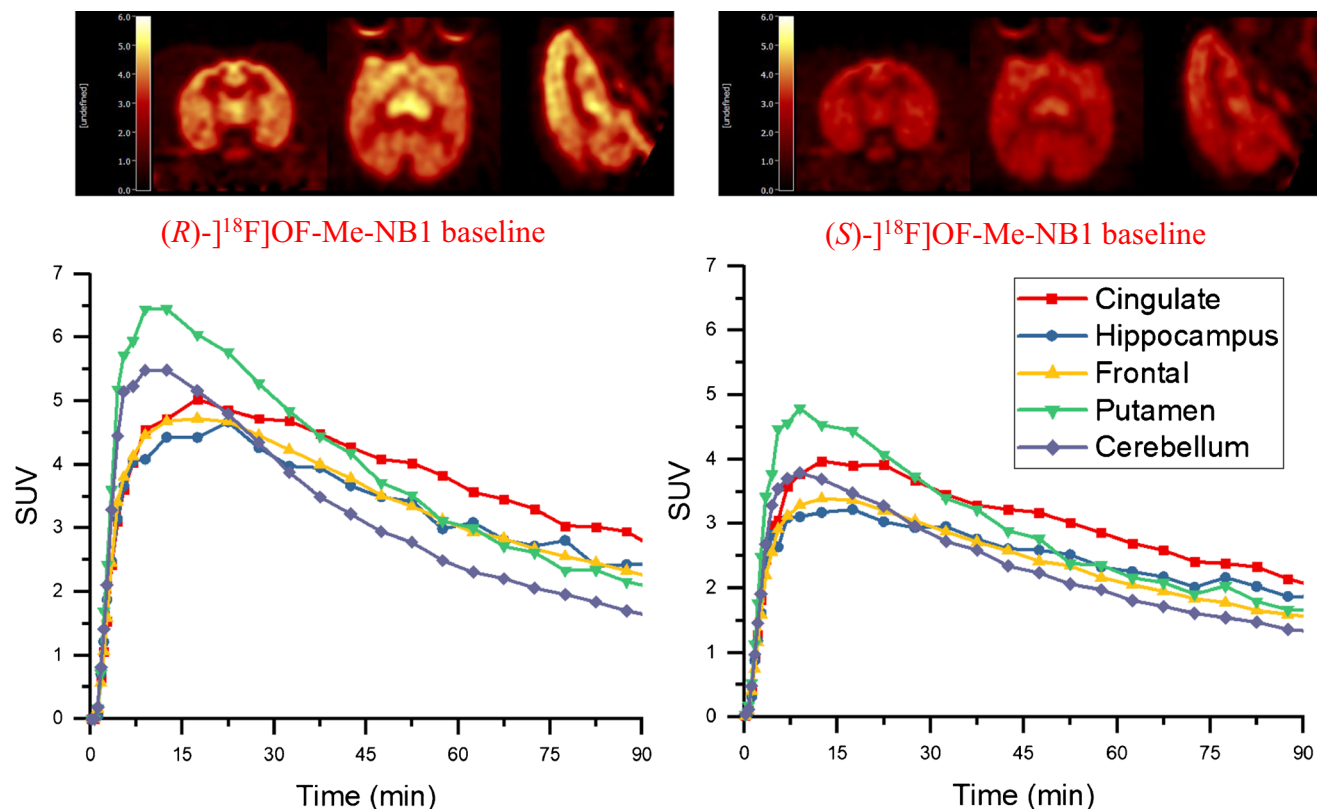 6.0
5.0
4.0
3.0
2.0
1.0
0.0
[undefined]
6.0
5.0
4.0
3.0
2.0
1.0
0.0
[undefined]
(R)-]¹⁸F]OF-Me-NB1 baseline
(S)-]¹⁸F]OF-Me-NB1 baseline
7
6
5
4
3
2
1
0
SUV
0 15 30 45 60 75 90
Time (min)
7
6
5
4
3
2
1
0
SUV
0 15 30 45 60 75 90
Time (min)
Cingulate
Hippocampus
Frontal
Putamen
Cerebellum